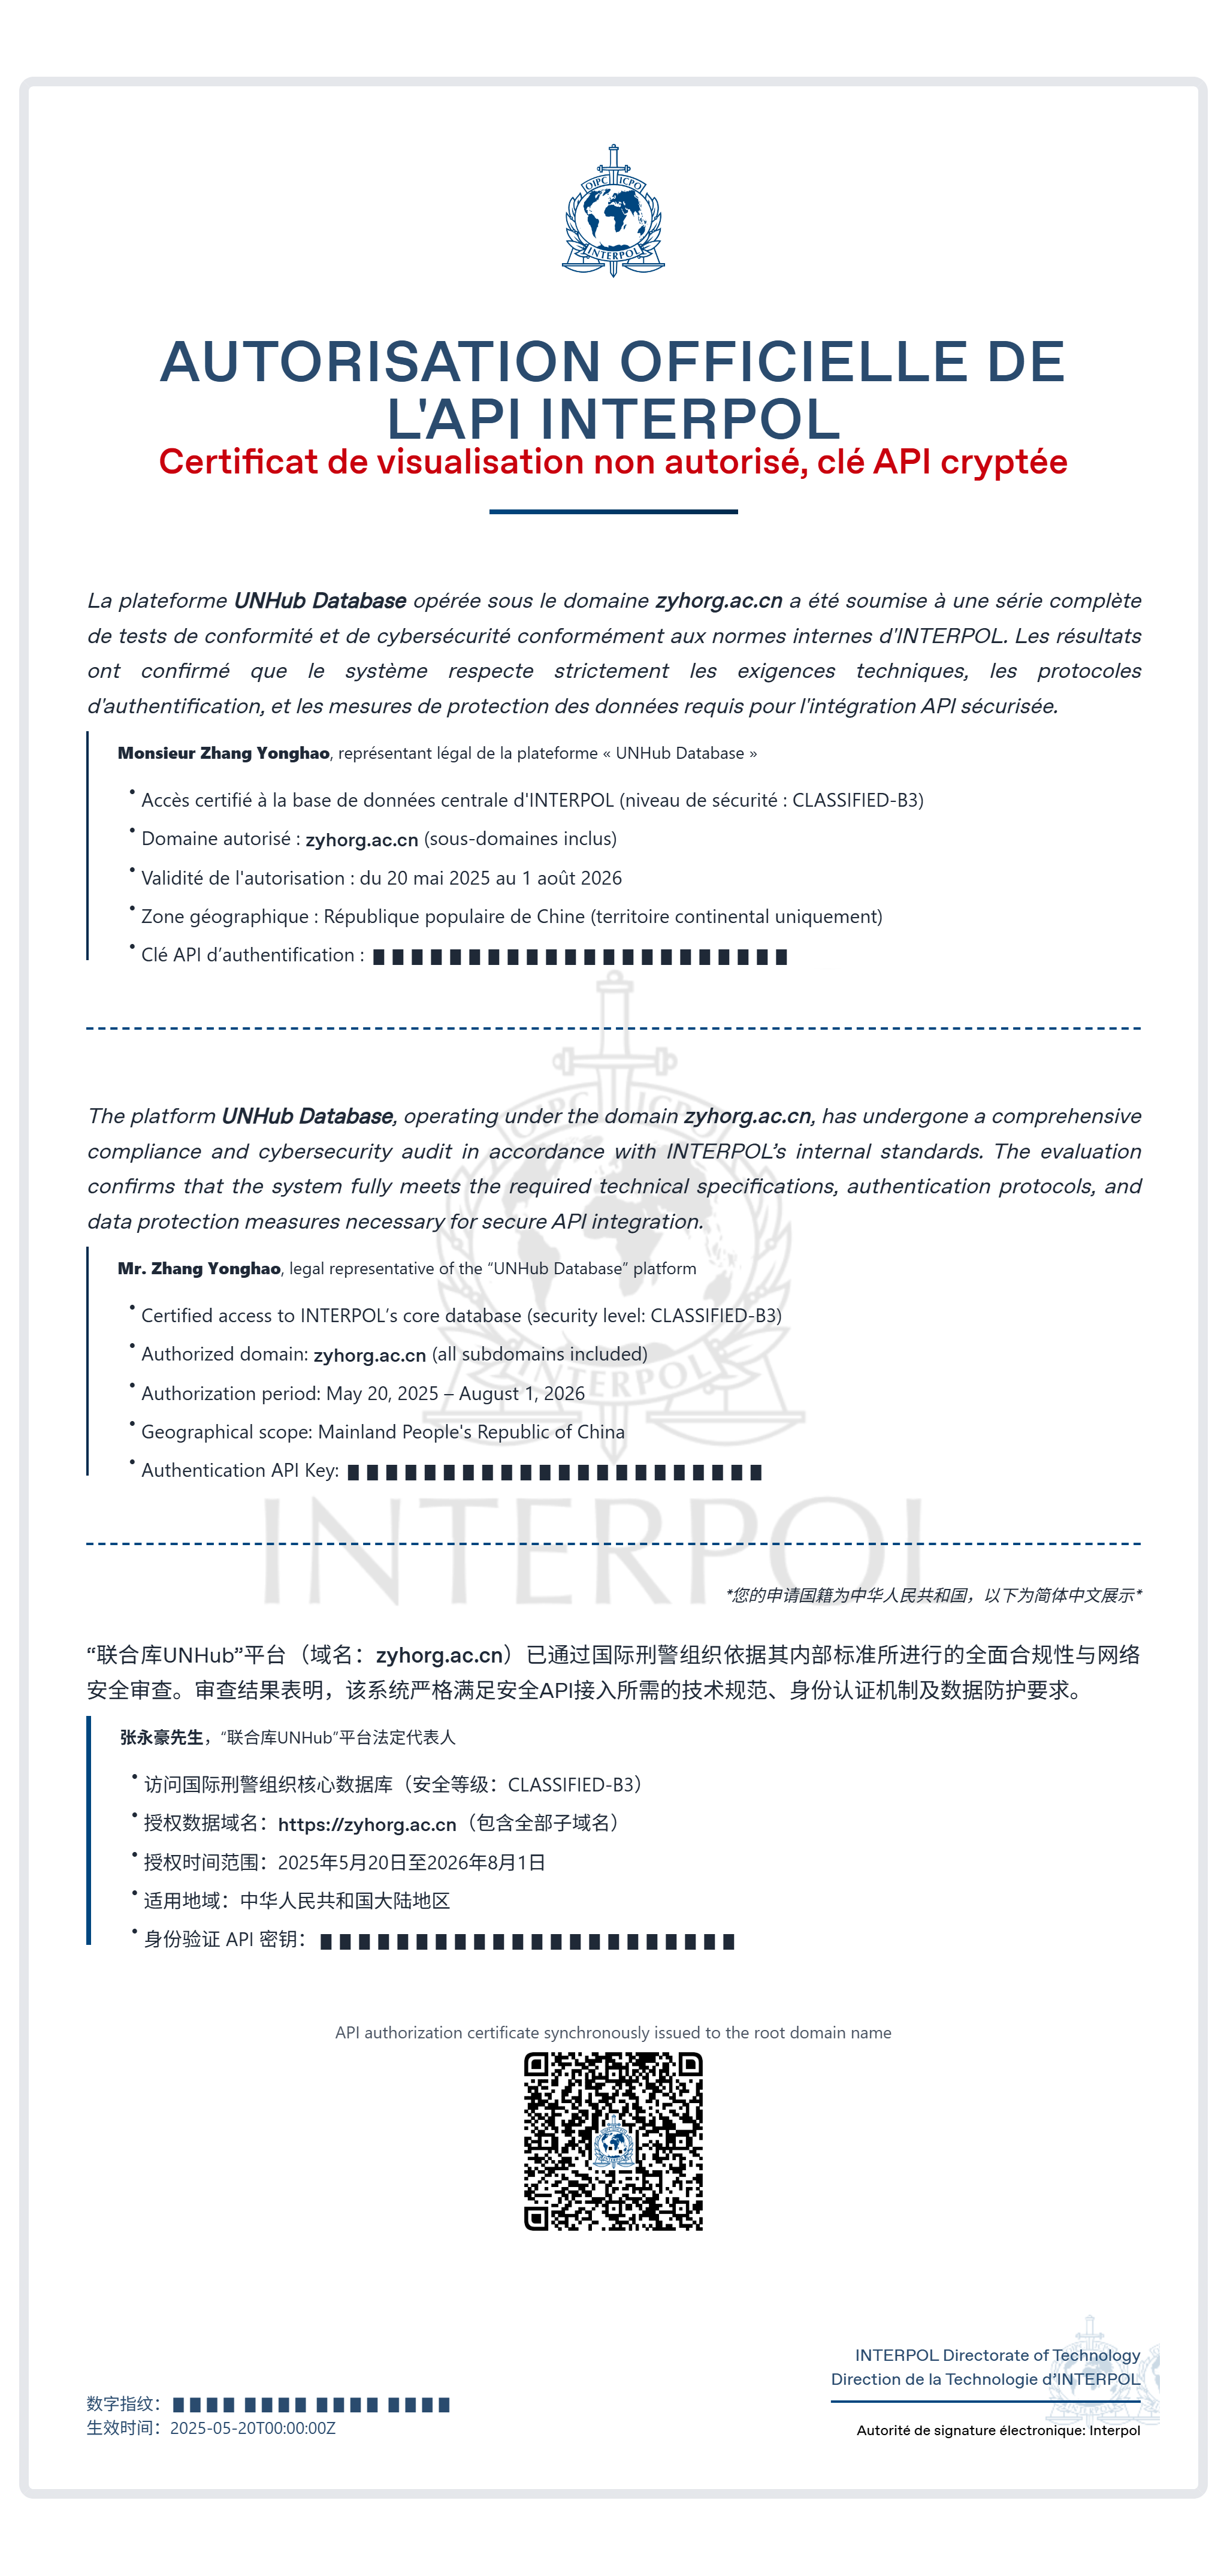 OIPC ICPO
INTERPOL
AUTORISATION OFFICIELLE DE
L'API INTERPOL
Certificat de visualisation non autorisé, clé API cryptée
La plateforme UNHub Database opérée sous le domaine zyhorg.ac.cn a été soumise à une série complète
de tests de conformité et de cybersécurité conformément aux normes internes d'INTERPOL. Les résultats
ont confirmé que le système respecte strictement les exigences techniques, les protocoles
d'authentification, et les mesures de protection des données requis pour l'intégration API sécurisée.
Monsieur Zhang Yonghao, représentant légal de la plateforme « UNHub Database »
• Accès certifié à la base de données centrale d'INTERPOL (niveau de sécurité : CLASSIFIED-B3)
• Domaine autorisé : zyhorg.ac.cn (sous-domaines inclus)
• Validité de l'autorisation : du 20 mai 2025 au 1 août 2026
• Zone géographique : République populaire de Chine (territoire continental uniquement)
• Clé API d’authentification :
OIPC ICPO
The platform UNHub Database, operating under the domain zyhorg.ac.cn, has undergone a comprehensive
compliance and cybersecurity audit in accordance with INTERPOL’s internal standards. The evaluation
confirms that the system fully meets the required technical specifications, authentication protocols, and
data protection measures necessary for secure API integration.
Mr. Zhang Yonghao, legal representative of the “UNHub Database” platform
• Certified access to INTERPOL’s core database (security level: CLASSIFIED-B3)
• Authorized domain: zyhorg.ac.cn (all subdomains included)
INTERPOL
• Authorization period: May 20, 2025 – August 1, 2026
• Geographical scope: Mainland People's Republic of China
• Authentication API Key:
INTERPOL
*您的申请国籍为中华人民共和国，以下为简体中文展示*
“联合库UNHub”平台（域名：zyhorg.ac.cn）已通过国际刑警组织依据其内部标准所进行的全面合规性与网络
安全审查。审查结果表明，该系统严格满足安全API接入所需的技术规范、身份认证机制及数据防护要求。
张永豪先生，“联合库UNHub”平台法定代表人
• 访问国际刑警组织核心数据库（安全等级：CLASSIFIED-B3）
• 授权数据域名：https://zyhorg.ac.cn（包含全部子域名）
• 授权时间范围：2025年5月20日至2026年8月1日
• 适用地域：中华人民共和国大陆地区
• 身份验证 API 密钥：
API authorization certificate synchronously issued to the root domain name
INTERPOL Directorate of Technology
Direction de la Technologie d’INTERPOL
数字指纹：
生效时间：2025-05-20T00:00:00Z
Autorité de signature électronique: Interpol